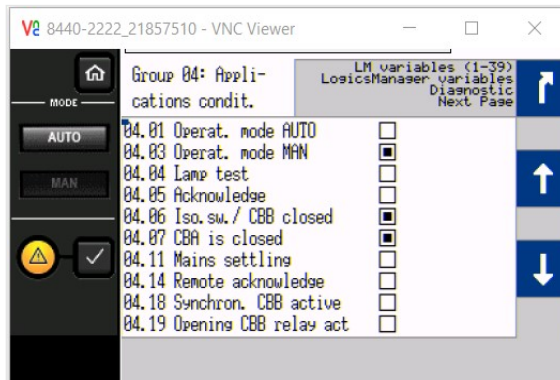 8440-2222_21857510 - VNC Viewer
Group 04: Appli-
cations condit.
LM variables (1-39)
LogicsManager variables
Diagnostic
Next Page
MODE
AUTO
MAN
04.01 Operat. mode AUTO
04.03 Operat. mode MAN
04.04 Lamp test
04.05 Acknowledge
04.06 Iso.sw./ CBB closed
04.07 CBA is closed
04.11 Mains settling
04.14 Remote acknowledge
04.18 Synchron. CBB active
04.19 Opening CBB relay act